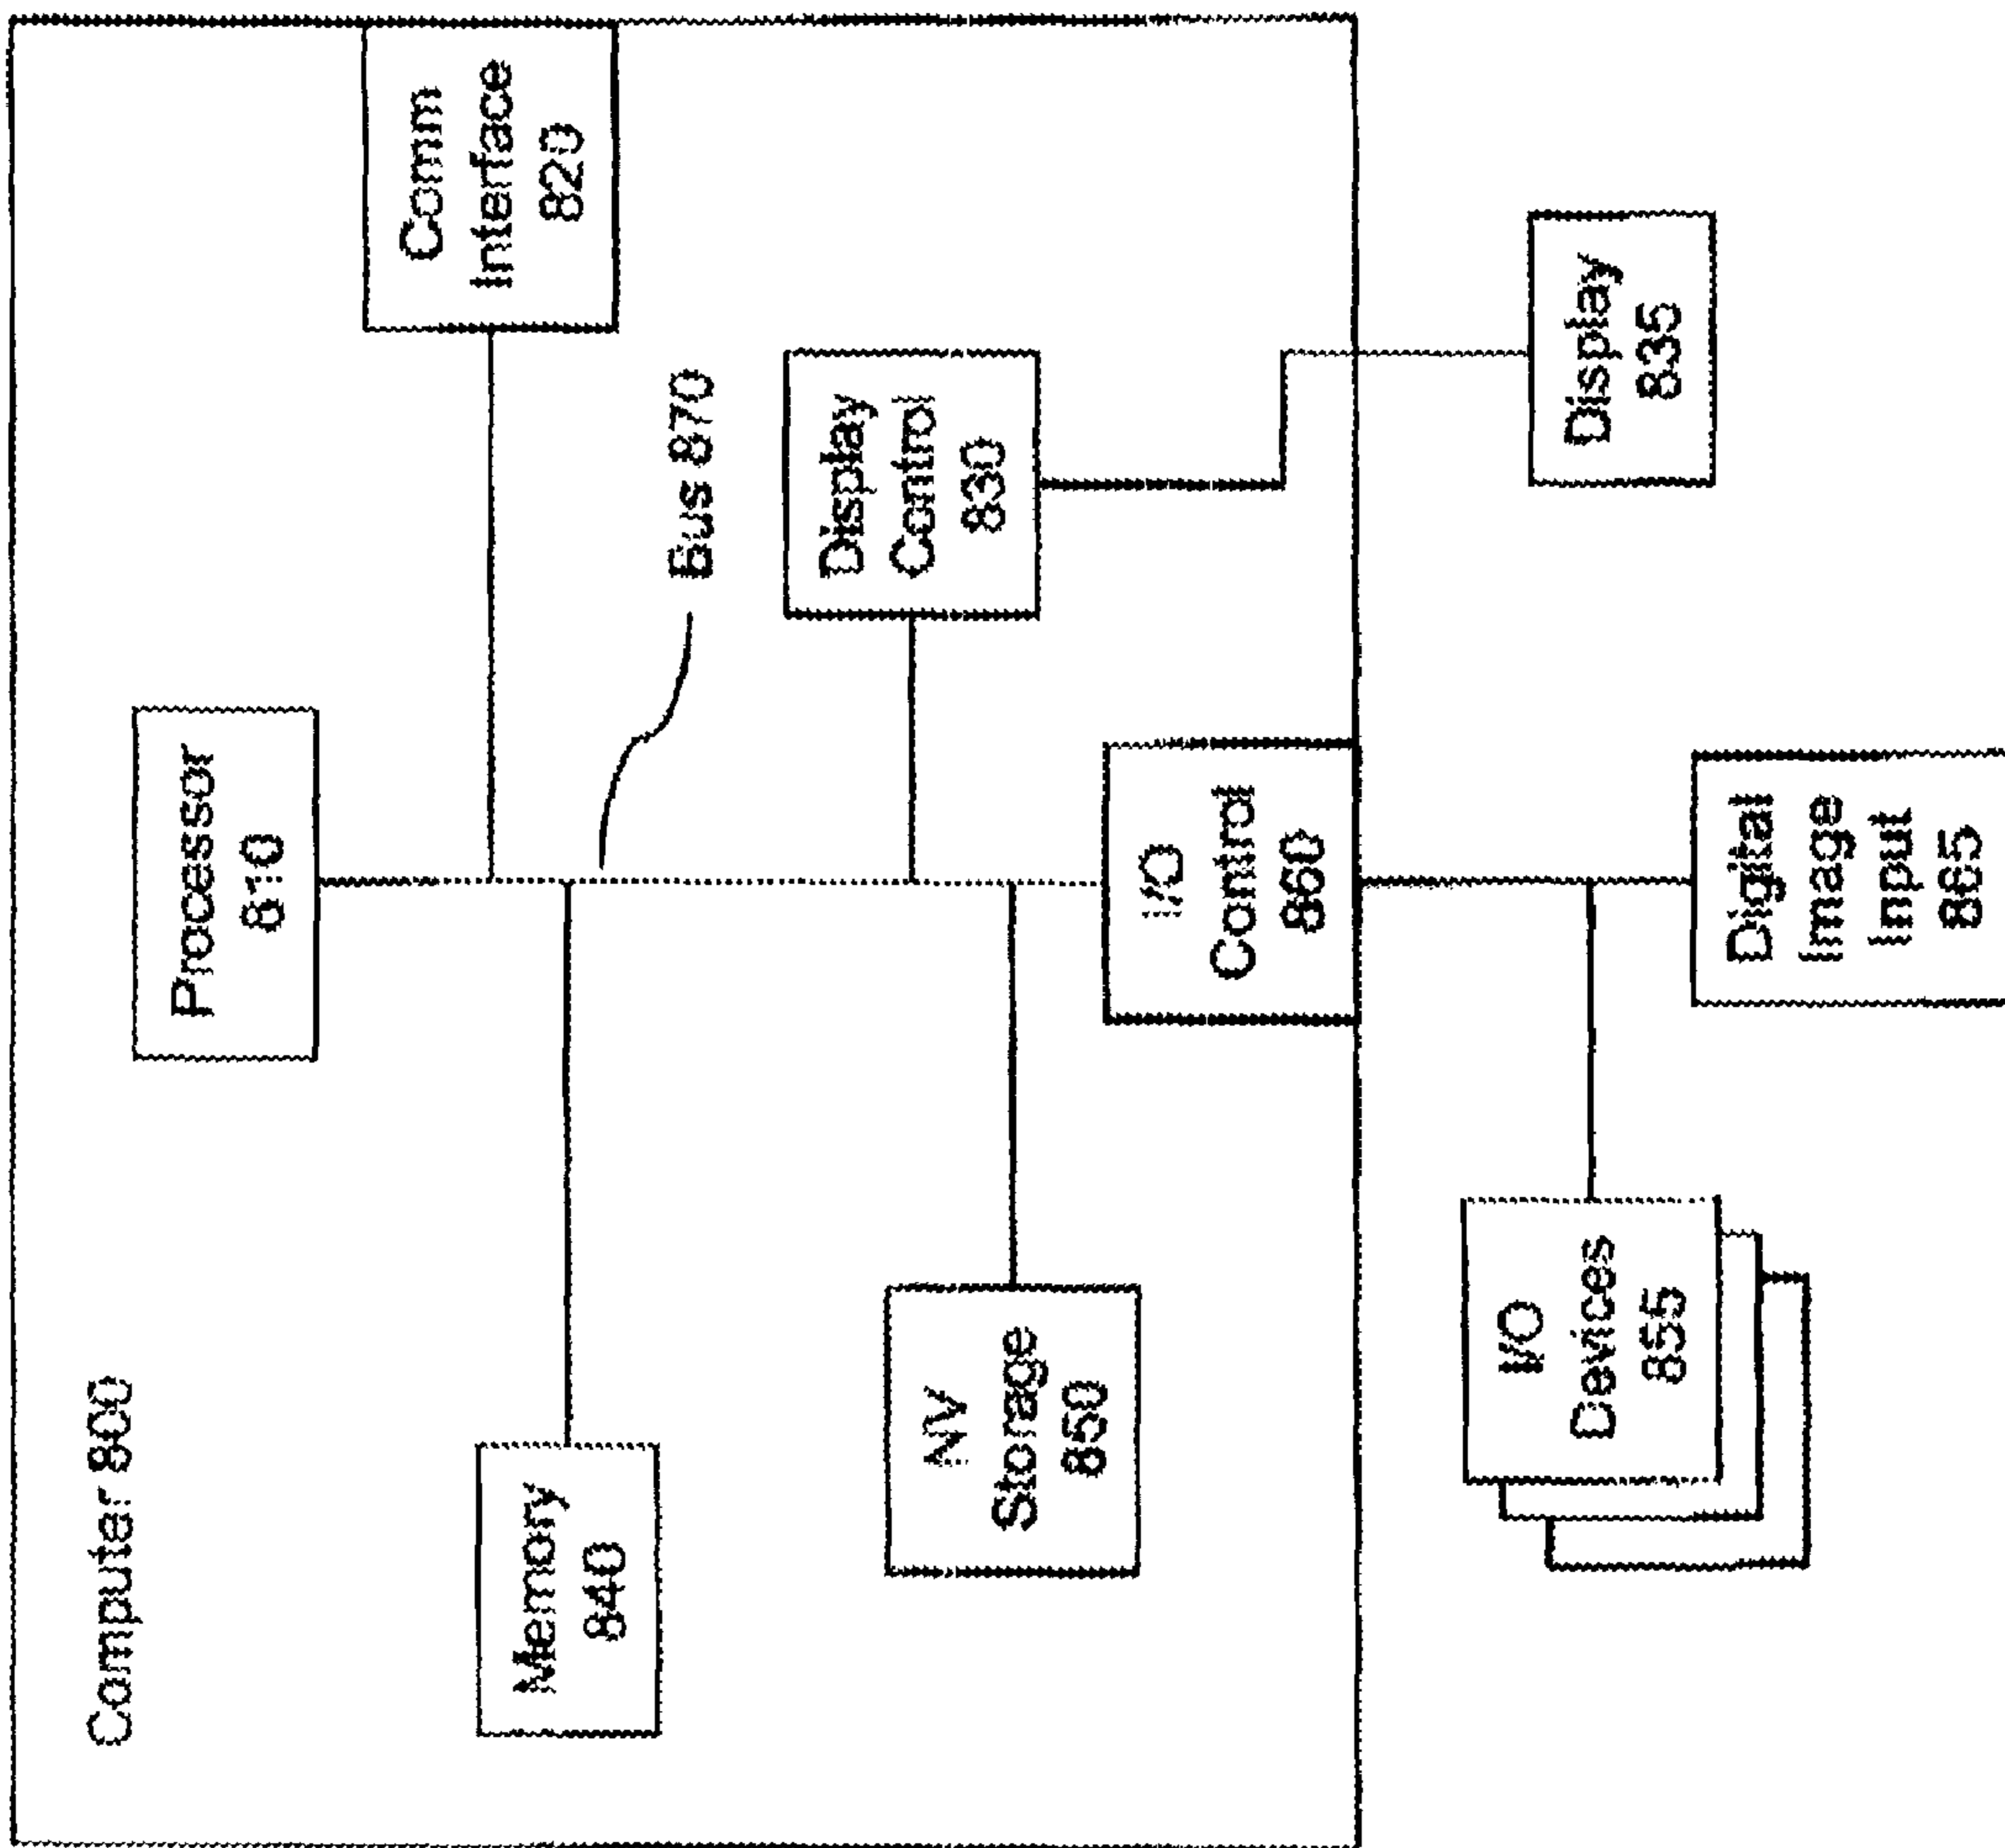 Computer 800
Processor
810
Comm
Interface
820
Memory
840
Bus 870
Display
Control
830
NV
Storage
850
I/O
Control
860
I/O
Devices
855
Display
835
Digital
Image
Input
865